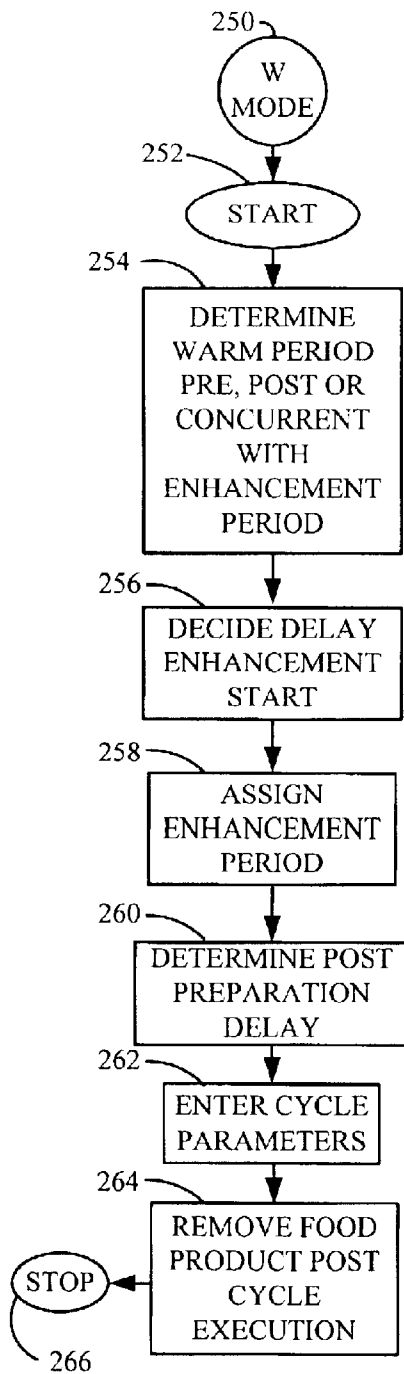 250
W
MODE
252
START
254
DETERMINE
WARM PERIOD
PRE, POST OR
CONCURRENT
WITH
ENHANCEMENT
PERIOD
256
DECIDE DELAY
ENHANCEMENT
START
258
ASSIGN
ENHANCEMENT
PERIOD
260
DETERMINE POST
PREPARATION
DELAY
262
ENTER CYCLE
PARAMETERS
264
REMOVE FOOD
PRODUCT POST
CYCLE
EXECUTION
STOP
266